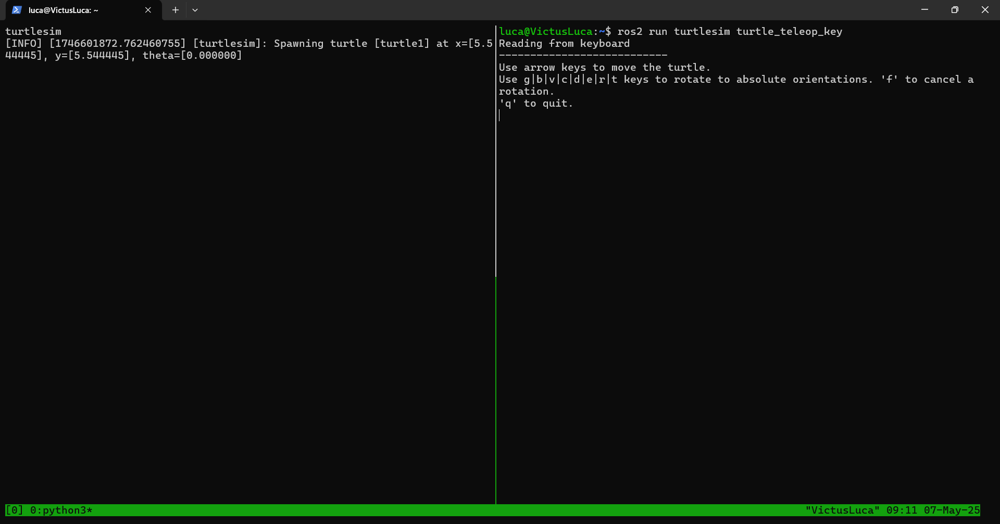 luca@VictusLuca: ~
turtlesim
[INFO] [1746601872.762460755] [turtlesim]: Spawning turtle [turtle1] at x=[5.5
44445], y=[5.544445], theta=[0.000000]
luca@VictusLuca:~$ ros2 run turtlesim turtle_teleop_key
Reading from keyboard
---------------------------
Use arrow keys to move the turtle.
Use g|b|v|c|d|e|r|t keys to rotate to absolute orientations. 'f' to cancel a
rotation.
'q' to quit.
[0] 0:python3* "VictusLuca" 09:11 07-May-25